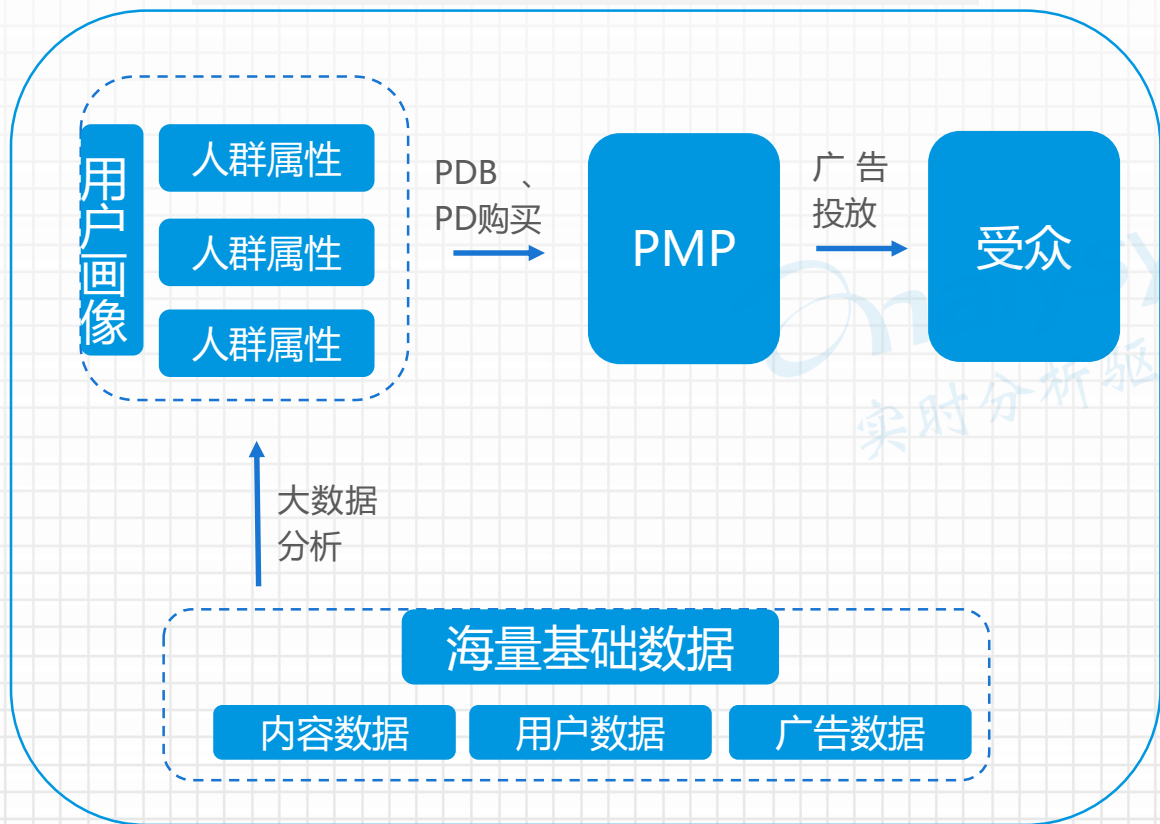 用户画像
人群属性
人群属性
人群属性
PDB 、
PD购买
PMP
广 告
投放
受众
实时分析驱
大数据
分析
海量基础数据
内容数据
用户数据
广告数据